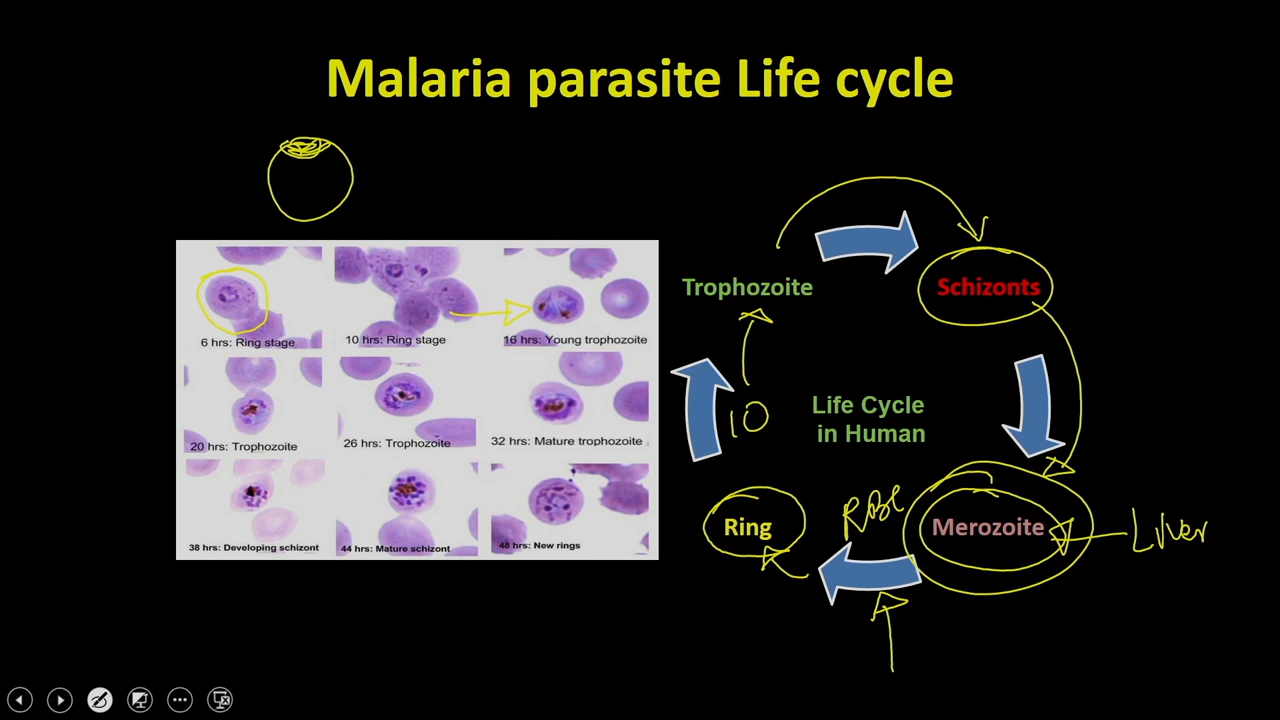 Malaria parasite Life cycle
6 hrs: Ring stage
10 hrs: Ring stage
16 hrs: Young trophozoite
20 hrs: Trophozoite
26 hrs: Trophozoite
32 hrs: Mature trophozoite
38 hrs: Developing schizont
44 hrs: Mature schizont
48 hrs: New rings
Trophozoite
Schizonts
10
Life Cycle
in Human
Ring
RBC
Merozoite
Liver